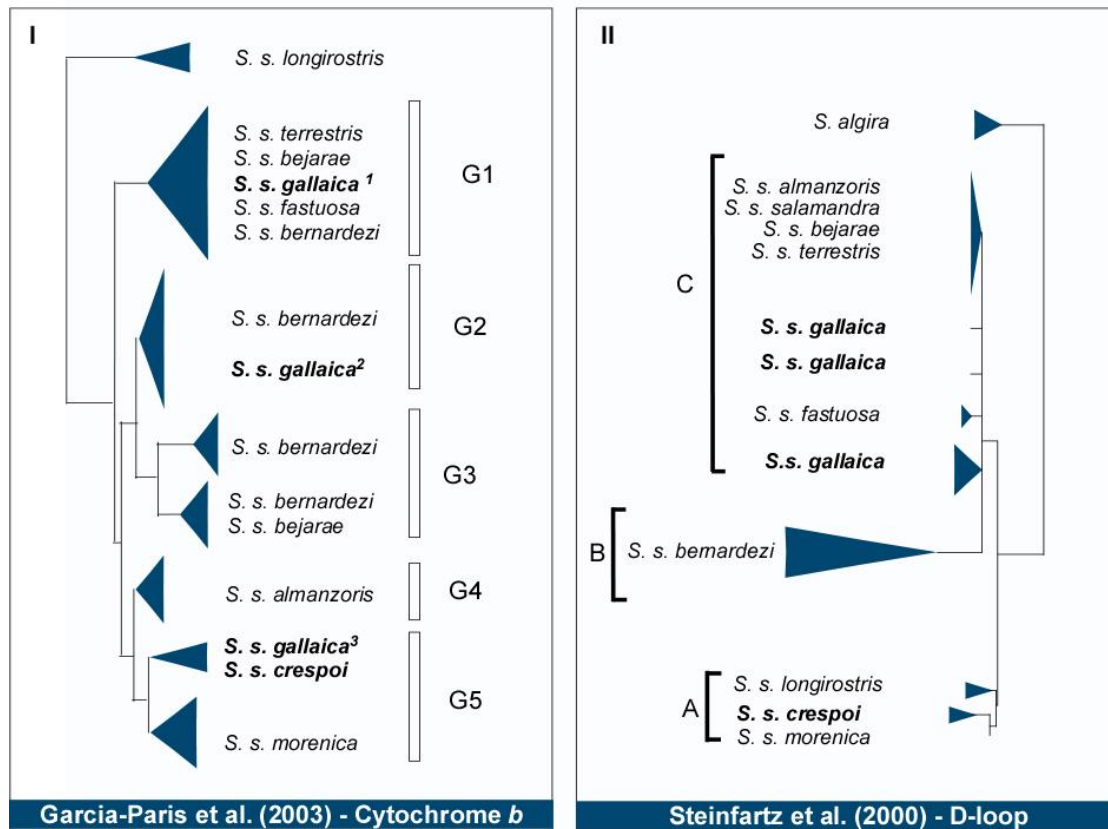 I
S. s. longirostris
S. s. terrestris
S. s. bejarae
S. s. gallaica ¹
S. s. fastuosa
S. s. bernardezi
G1
S. s. bernardezi
S. s. gallaica²
G2
S. s. bernardezi
S. s. bernardezi
S. s. bejarae
G3
S. s. almanzoris
G4
S. s. gallaica³
S. s. crespoi
S. s. morenica
G5
Garcia-Paris et al. (2003) - Cytochrome b
II
S. algira
C
S. s. almanzoris
S. s. salamandra
S. s. bejarae
S. s. terrestris
S. s. gallaica
S. s. gallaica
S. s. fastuosa
S.s. gallaica
B
S. s. bernardezi
A
S. s. longirostris
S. s. crespoi
S. s. morenica
Steinfartz et al. (2000) - D-loop